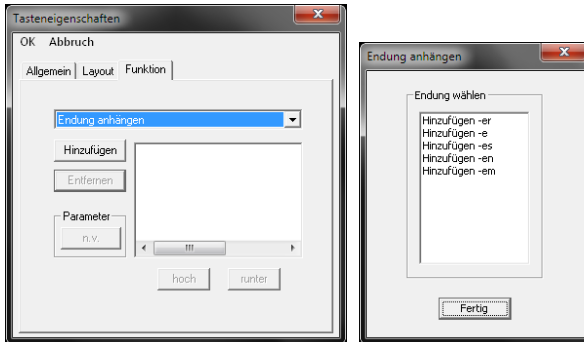 Tasteneigenschaften
OK Abbruch
Allgemein Layout Funktion
Endung anhängen
Hinzufügen
Entfernen
Parameter
n.v.
hoch runter
Endung anhängen
Endung wählen
Hinzufügen -er
Hinzufügen -e
Hinzufügen -es
Hinzufügen -en
Hinzufügen -em
Fertig